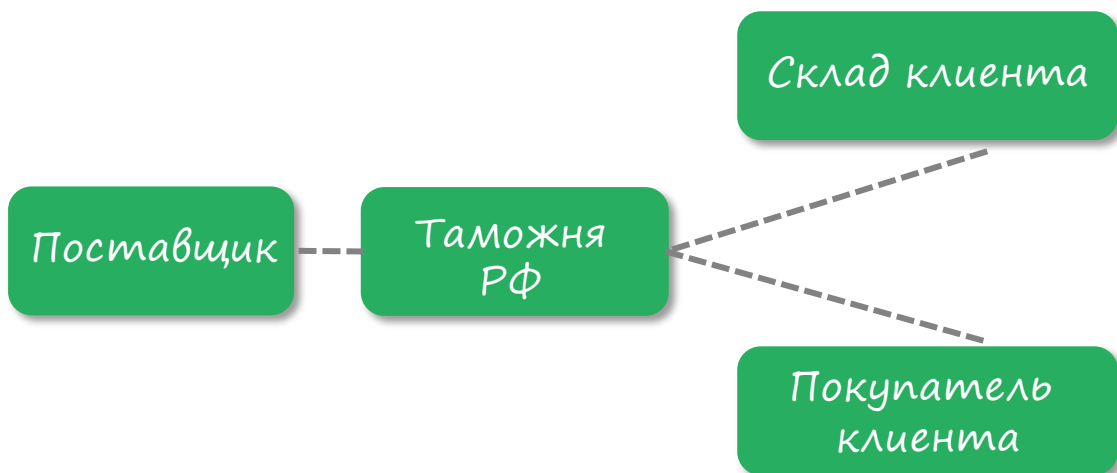 Склад клиента
Поставщик
Таможня
РФ
Покупатель
клиента